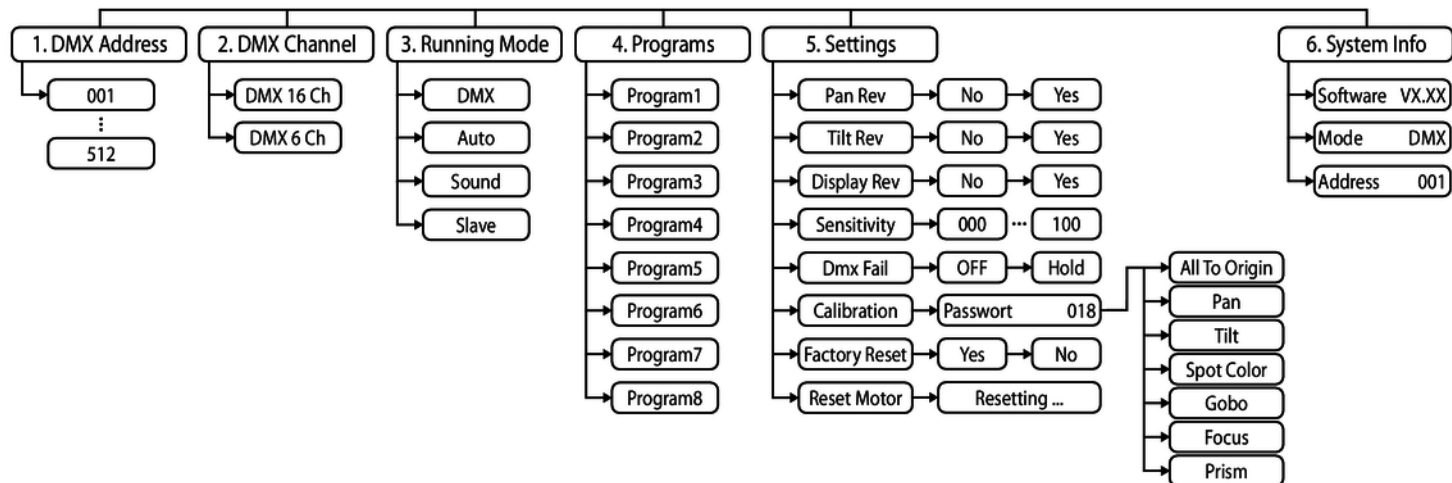 1. DMX Address
001
⋮
512
2. DMX Channel
DMX 16 Ch
DMX 6 Ch
3. Running Mode
DMX
Auto
Sound
Slave
4. Programs
Program1
Program2
Program3
Program4
Program5
Program6
Program7
Program8
5. Settings
Pan Rev No Yes
Tilt Rev No Yes
Display Rev No Yes
Sensitivity 000 ... 100
Dmx Fail OFF Hold
Calibration Passwort 018
All To Origin
Pan
Tilt
Spot Color
Gobo
Focus
Prism
Factory Reset Yes No
Reset Motor Resetting ...
6. System Info
Software VX.XX
Mode DMX
Address 001